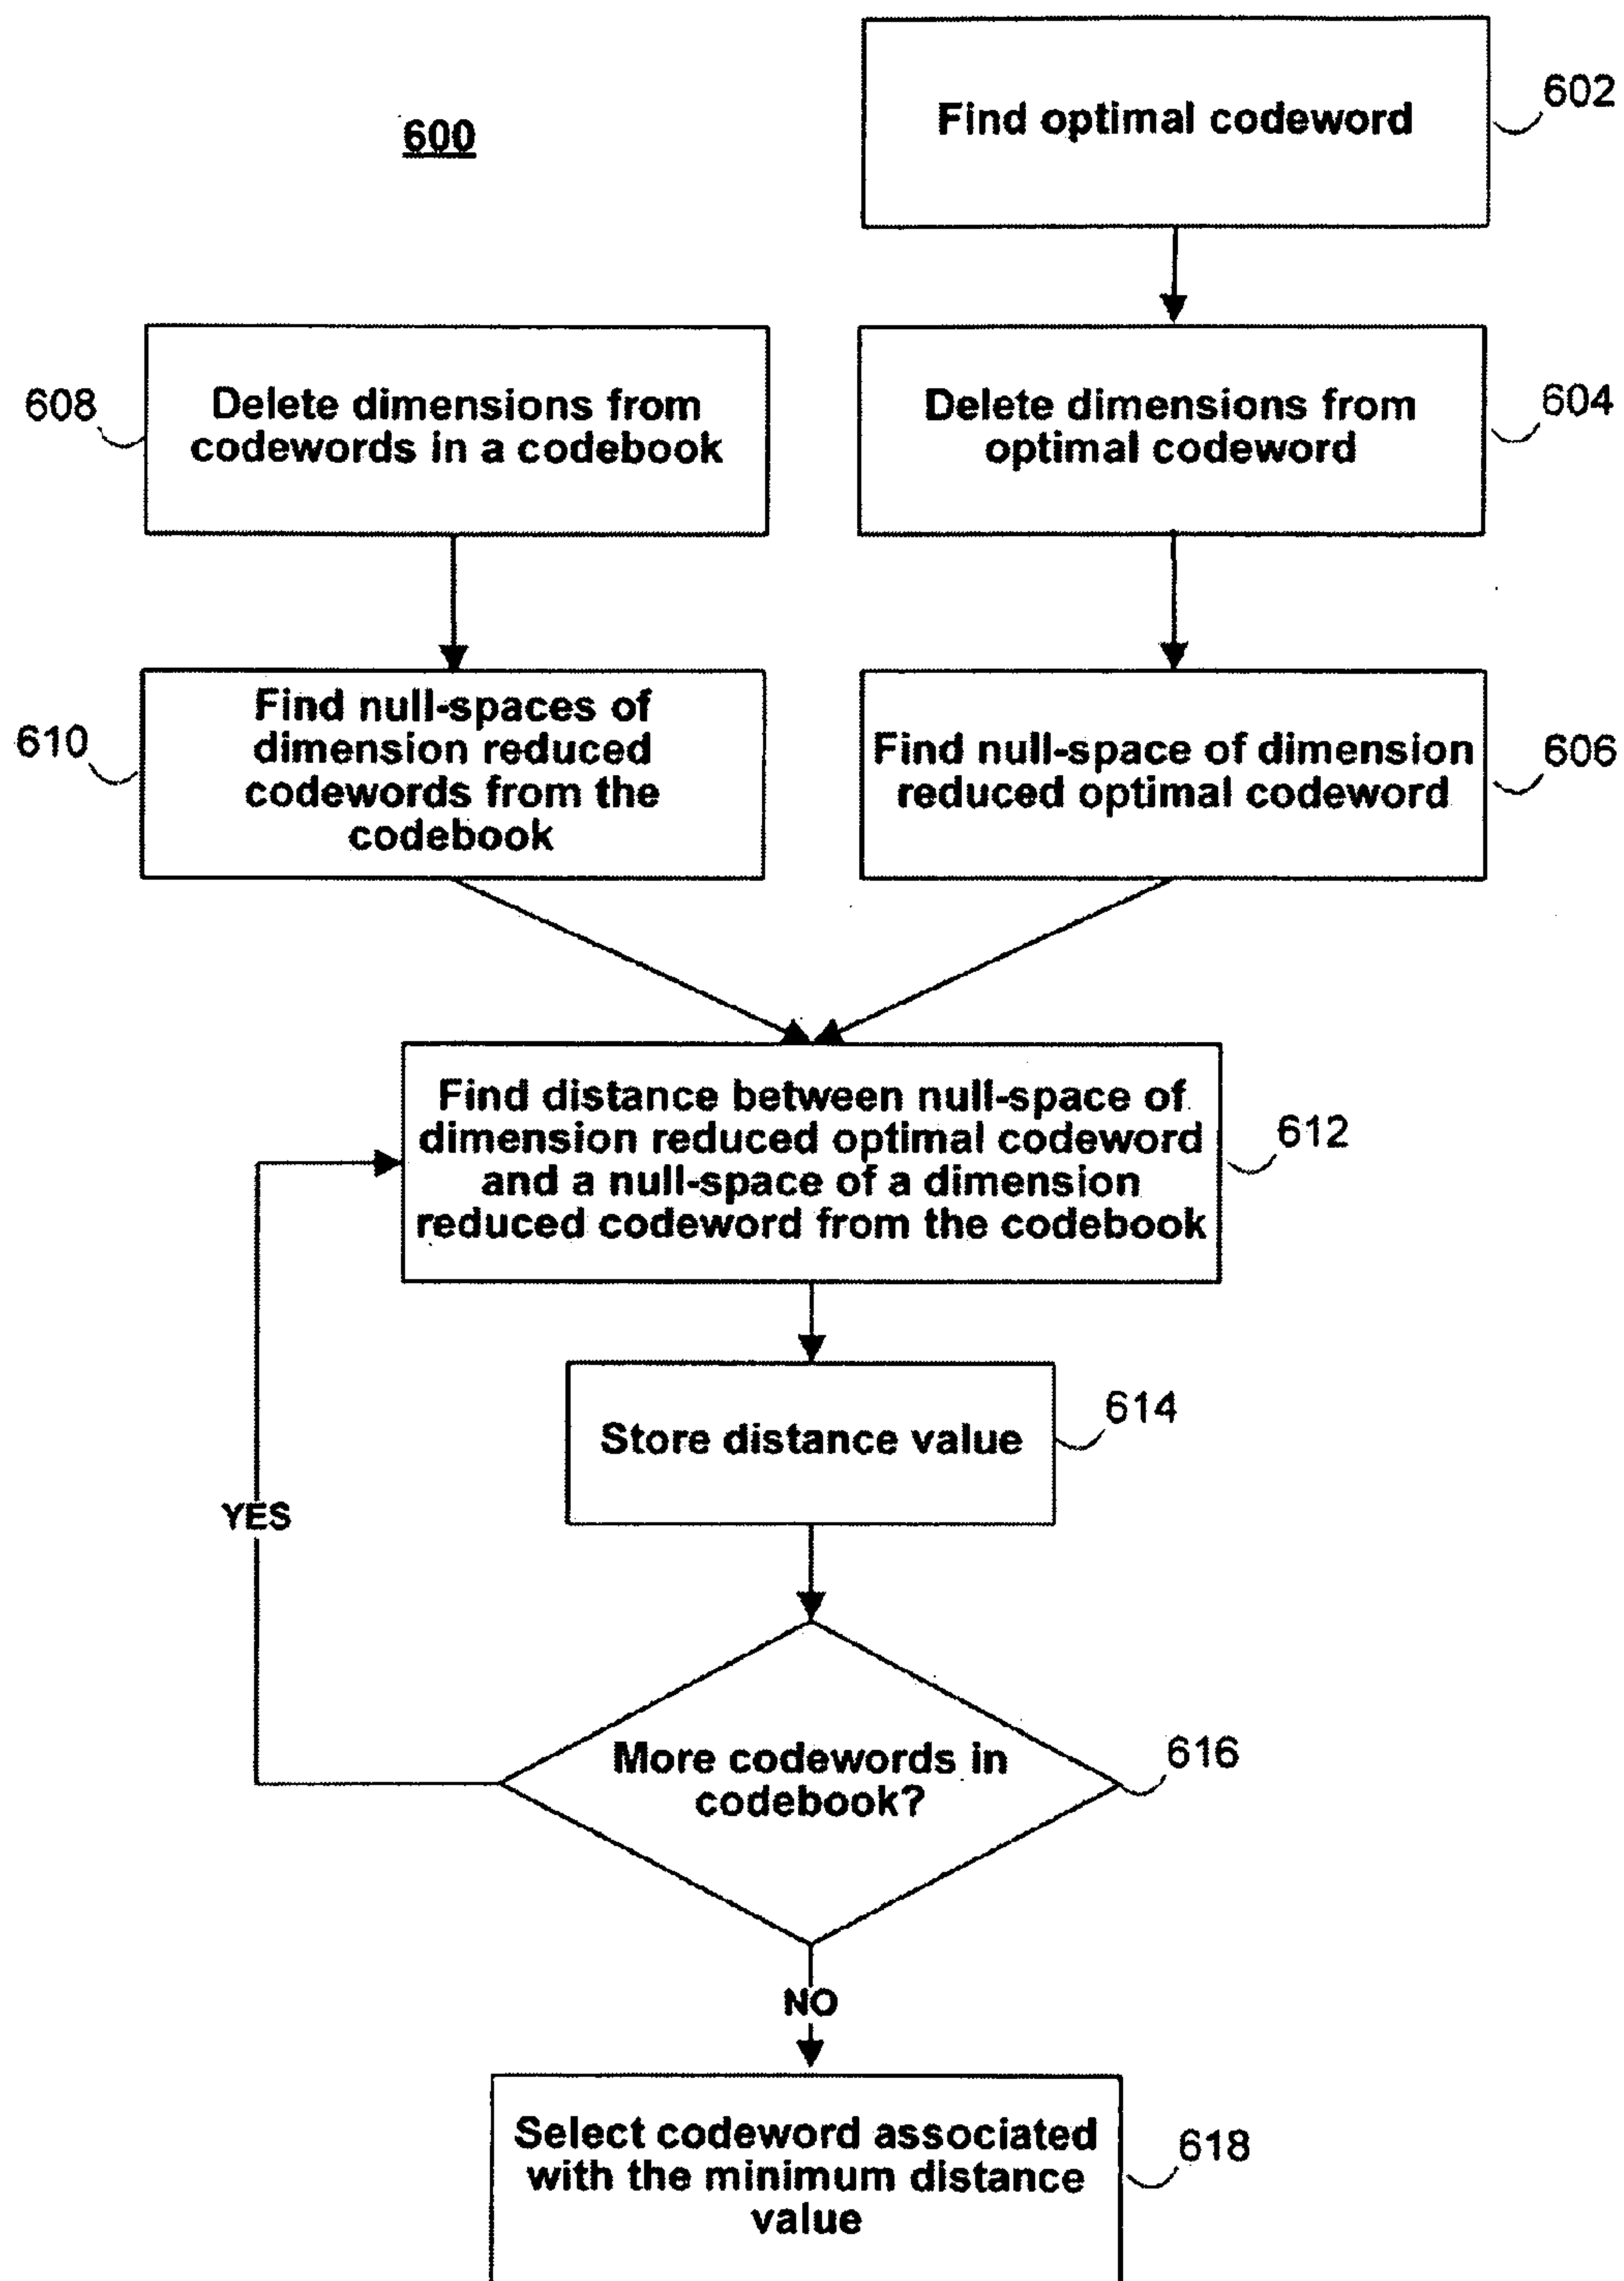 600
Find optimal codeword
602
608
Delete dimensions from
codewords in a codebook
Delete dimensions from
optimal codeword
604
610
Find null-spaces of
dimension reduced
codewords from the
codebook
Find null-space of dimension
reduced optimal codeword
606
Find distance between null-space of
dimension reduced optimal codeword
and a null-space of a dimension
reduced codeword from the codebook
612
Store distance value
614
YES
More codewords in
codebook?
616
NO
Select codeword associated
with the minimum distance
value
618